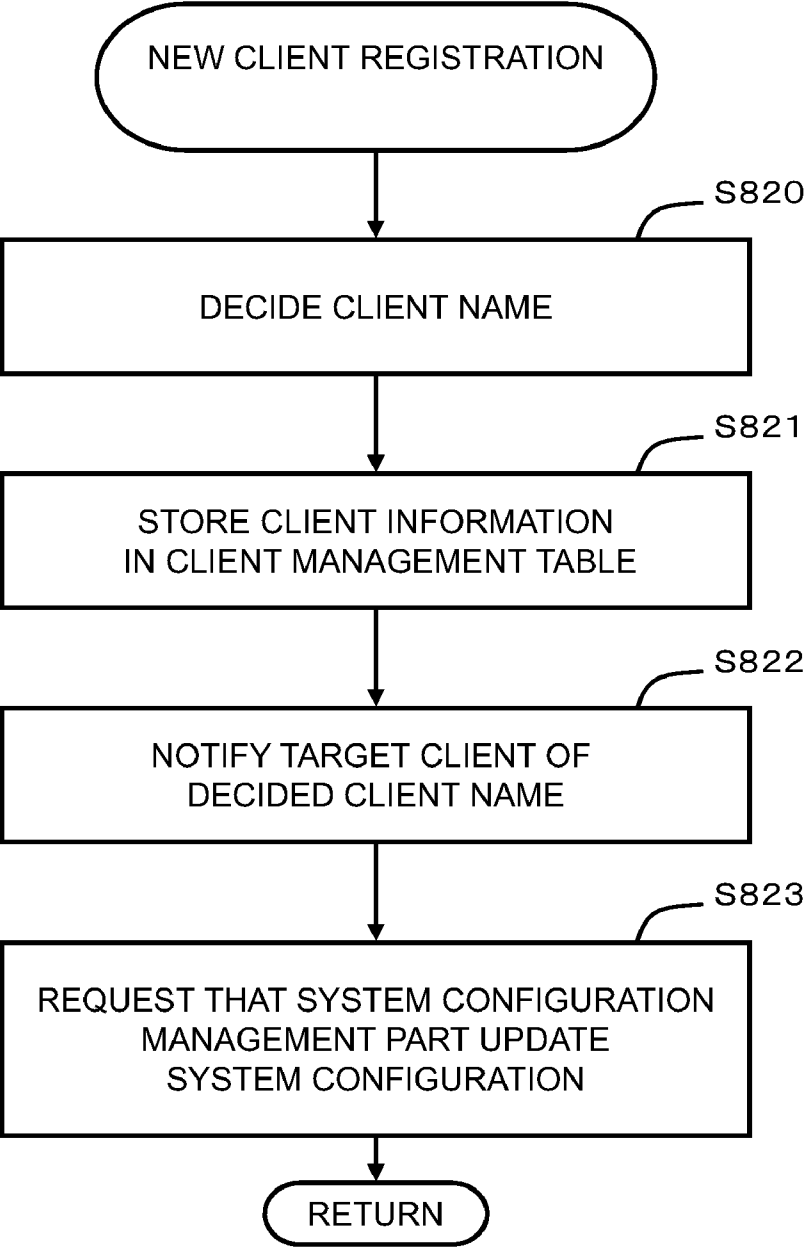 NEW CLIENT REGISTRATION
S820
DECIDE CLIENT NAME
S821
STORE CLIENT INFORMATION
IN CLIENT MANAGEMENT TABLE
S822
NOTIFY TARGET CLIENT OF
DECIDED CLIENT NAME
S823
REQUEST THAT SYSTEM CONFIGURATION
MANAGEMENT PART UPDATE
SYSTEM CONFIGURATION
RETURN